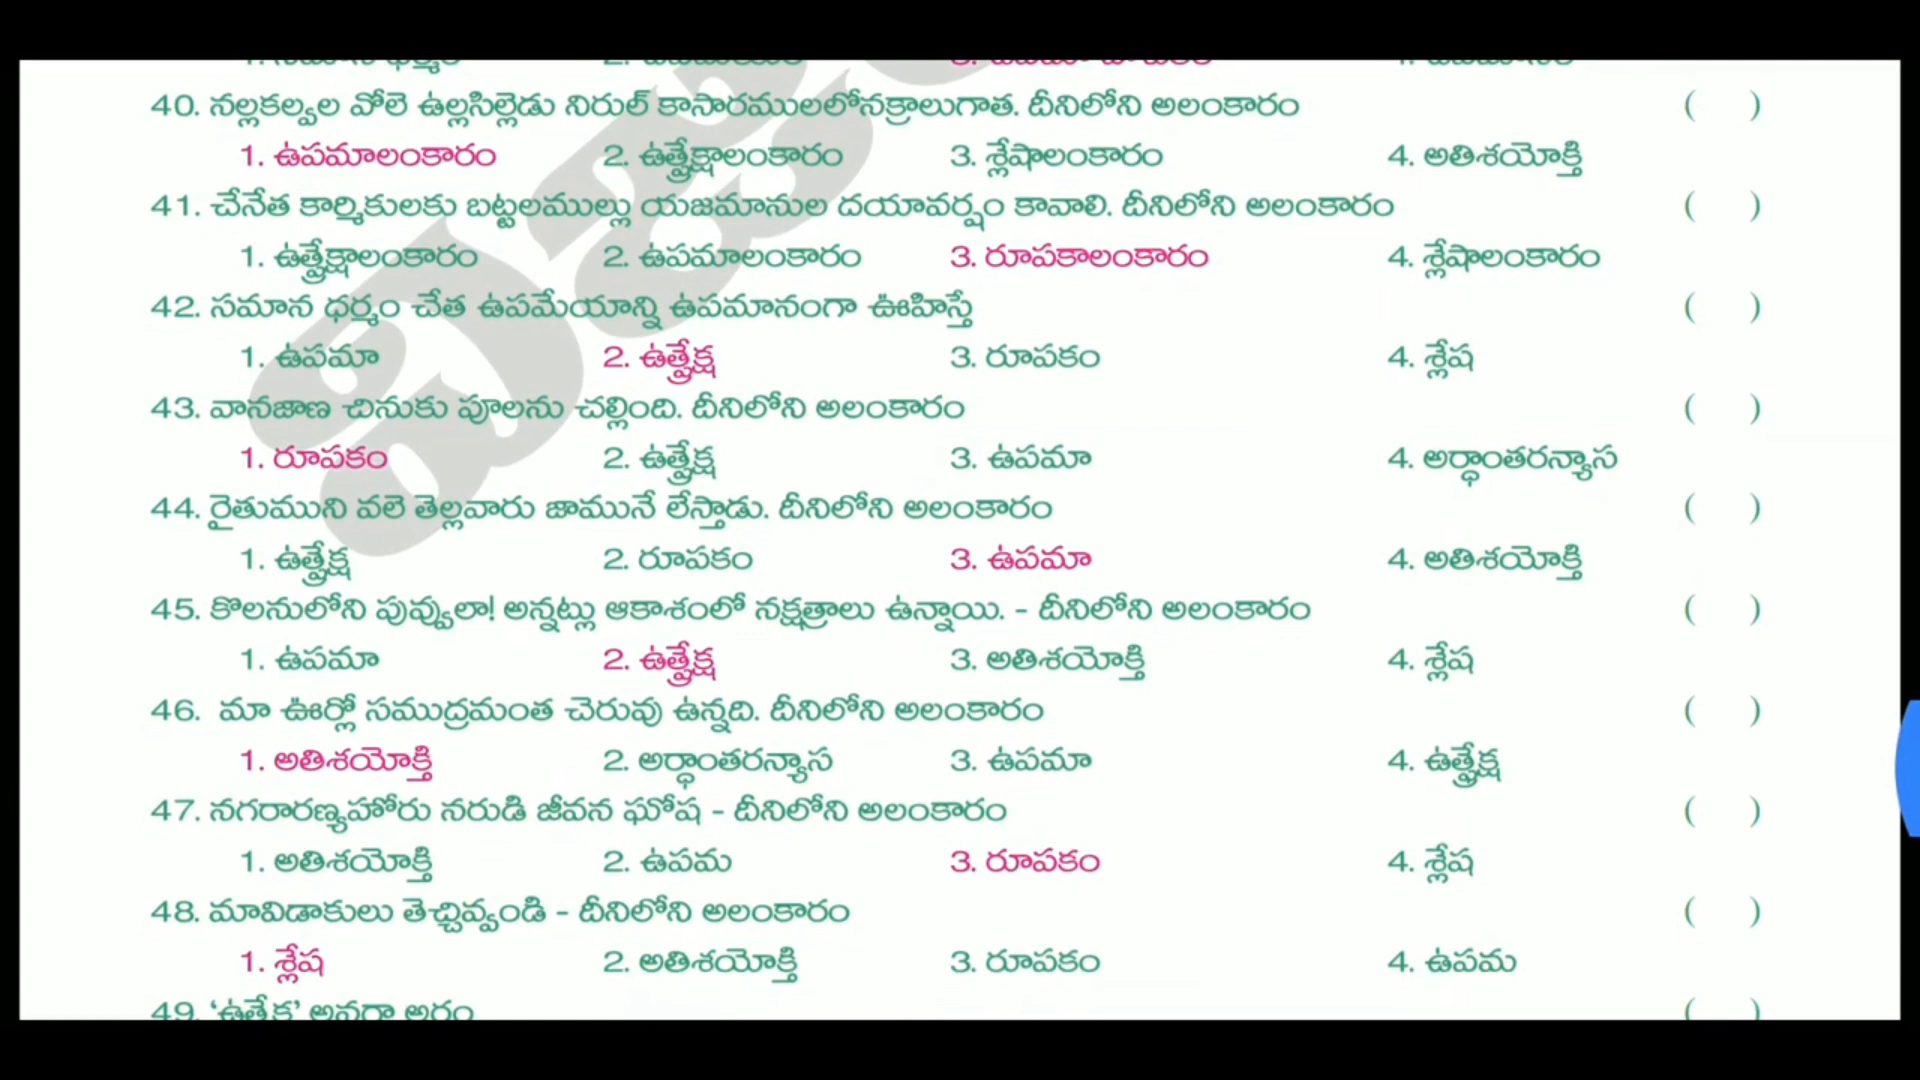 40. నల్లకల్వల వోలె ఉల్లసిల్లెడు నిరుల్ కాసారములలోనక్రాలుగాత. దీనిలోని అలంకారం ( )
1. ఉపమాలంకారం 2. ఉత్ప్రేక్షాలంకారం 3. శ్లేషాలంకారం 4. అతిశయోక్తి
41. చేనేత కార్మికులకు బట్టలముల్లు యజమానుల దయావర్షం కావాలి. దీనిలోని అలంకారం ( )
1. ఉత్ప్రేక్షాలంకారం 2. ఉపమాలంకారం 3. రూపకాలంకారం 4. శ్లేషాలంకారం
42. సమాన ధర్మం చేత ఉపమేయాన్ని ఉపమానంగా ఊహిస్తే ( )
1. ఉపమా 2. ఉత్ప్రేక్ష 3. రూపకం 4. శ్లేష
43. వానజాణ చినుకు పూలను చల్లింది. దీనిలోని అలంకారం ( )
1. రూపకం 2. ఉత్ప్రేక్ష 3. ఉపమా 4. అర్ధాంతరన్యాస
44. రైతుముని వలె తెల్లవారు జామునే లేస్తాడు. దీనిలోని అలంకారం ( )
1. ఉత్ప్రేక్ష 2. రూపకం 3. ఉపమా 4. అతిశయోక్తి
45. కొలనులోని పువ్వులా! అన్నట్లు ఆకాశంలో నక్షత్రాలు ఉన్నాయి. - దీనిలోని అలంకారం ( )
1. ఉపమా 2. ఉత్ప్రేక్ష 3. అతిశయోక్తి 4. శ్లేష
46. మా ఊర్లో సముద్రమంత చెరువు ఉన్నది. దీనిలోని అలంకారం ( )
1. అతిశయోక్తి 2. అర్ధాంతరన్యాస 3. ఉపమా 4. ఉత్ప్రేక్ష
47. నగరారణ్యహోరు నరుడి జీవన ఘోష - దీనిలోని అలంకారం ( )
1. అతిశయోక్తి 2. ఉపమ 3. రూపకం 4. శ్లేష
48. మావిడాకులు తెచ్చివ్వండి - దీనిలోని అలంకారం ( )
1. శ్లేష 2. అతిశయోక్తి 3. రూపకం 4. ఉపమ
49. ( )